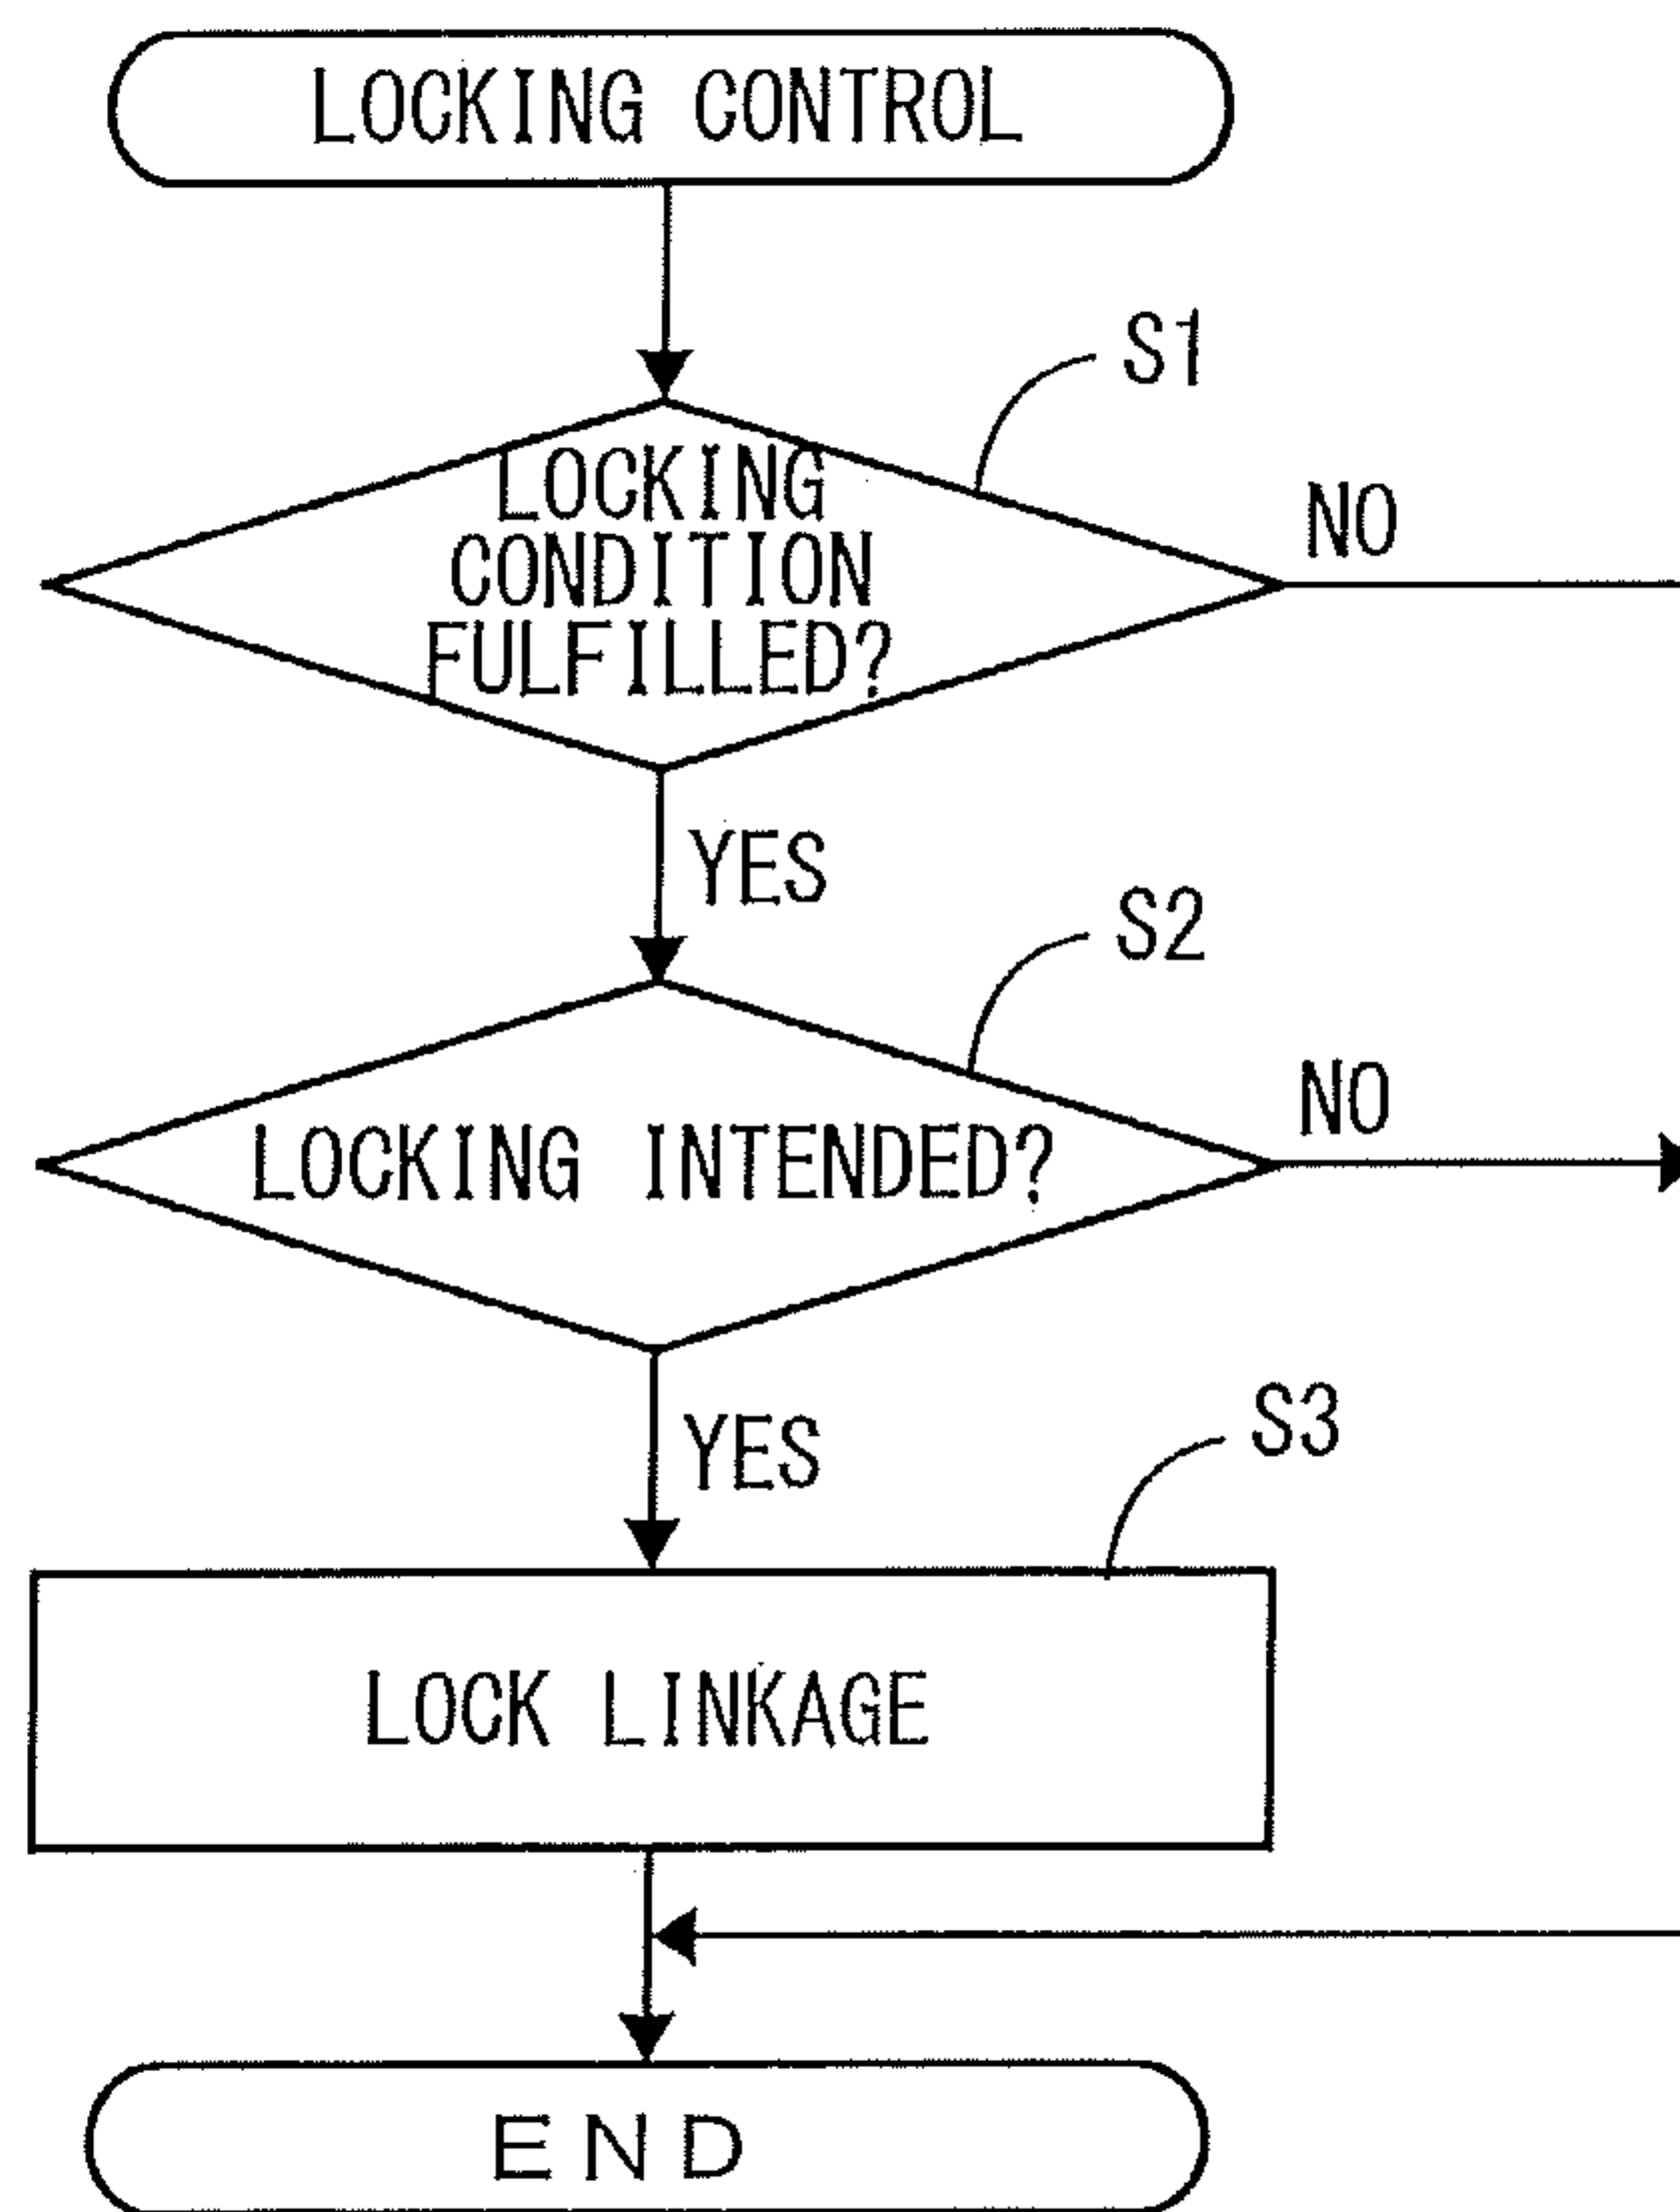 LOCKING CONTROL
S1
LOCKING
CONDITION
FULFILLED?
NO
YES
S2
LOCKING INTENDED?
NO
YES
S3
LOCK LINKAGE
END